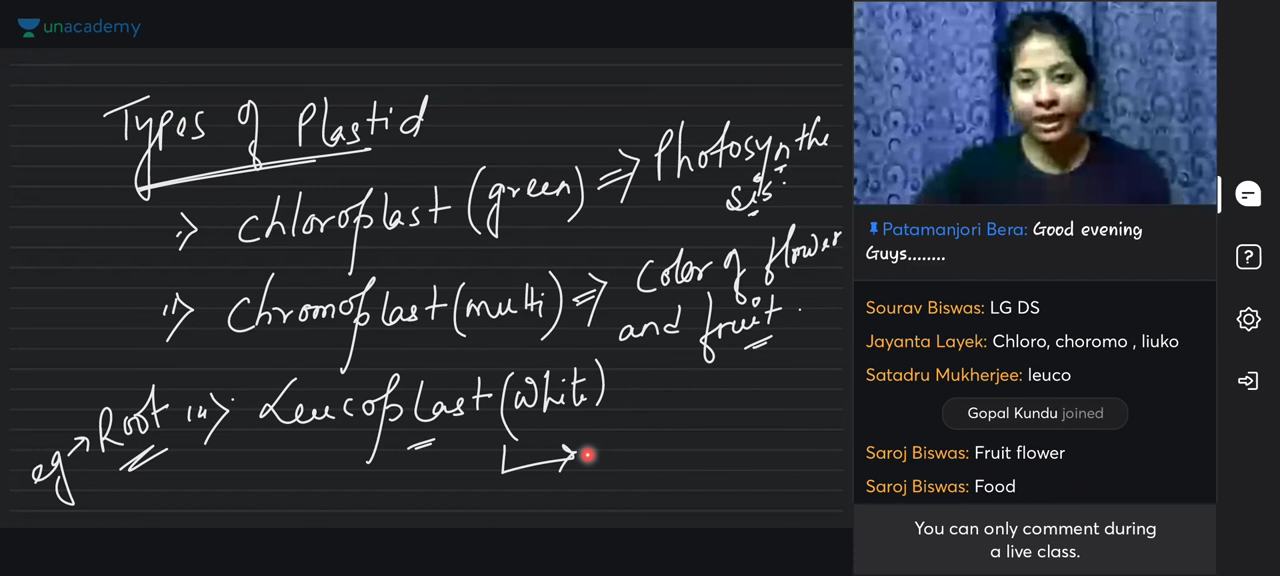 unacademy
Types of Plastid
i) Chloroplast (green) ⇒ Photosynthe
sis.
ii) Chromoplast (multi) ⇒ Color of flower
and fruit.
eg → Root iii) Leucoplast (White)
Patamanjori Bera: Good evening
Guys........
Sourav Biswas: LG DS
Jayanta Layek: Chloro, choromo , liuko
Satadru Mukherjee: leuco
Gopal Kundu joined
Saroj Biswas: Fruit flower
Saroj Biswas: Food
You can only comment during
a live class.
?